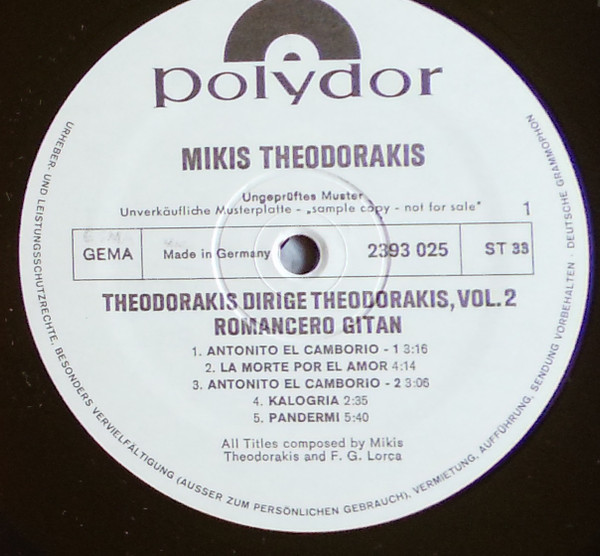 polydor
MIKIS THEODORAKIS
Ungeprüftes Muster
Unverkäufliche Musterplatte - „sample copy - not for sale"
1
GEMA
Made in Germany
2393 025
ST 33
THEODORAKIS DIRIGE THEODORAKIS, VOL. 2
ROMANCERO GITAN
1. ANTONITO EL CAMBORIO - 1 3:16
2. LA MORTE POR EL AMOR 4:14
3. ANTONITO EL CAMBORIO - 2 3:06
4. KALOGRIA 2:35
5. PANDERMI 5:40
All Titles composed by Mikis
Theodorakis and F. G. Lorca
URHEBER- UND LEISTUNGSSCHUTZRECHTE, BESONDERS VERVIELFÄLTIGUNG (AUSSER ZUM PERSÖNLICHEN GEBRAUCH), VERMIETUNG, AUFFÜHRUNG, SENDUNG VORBEHALTEN · DEUTSCHE GRAMMOPHON